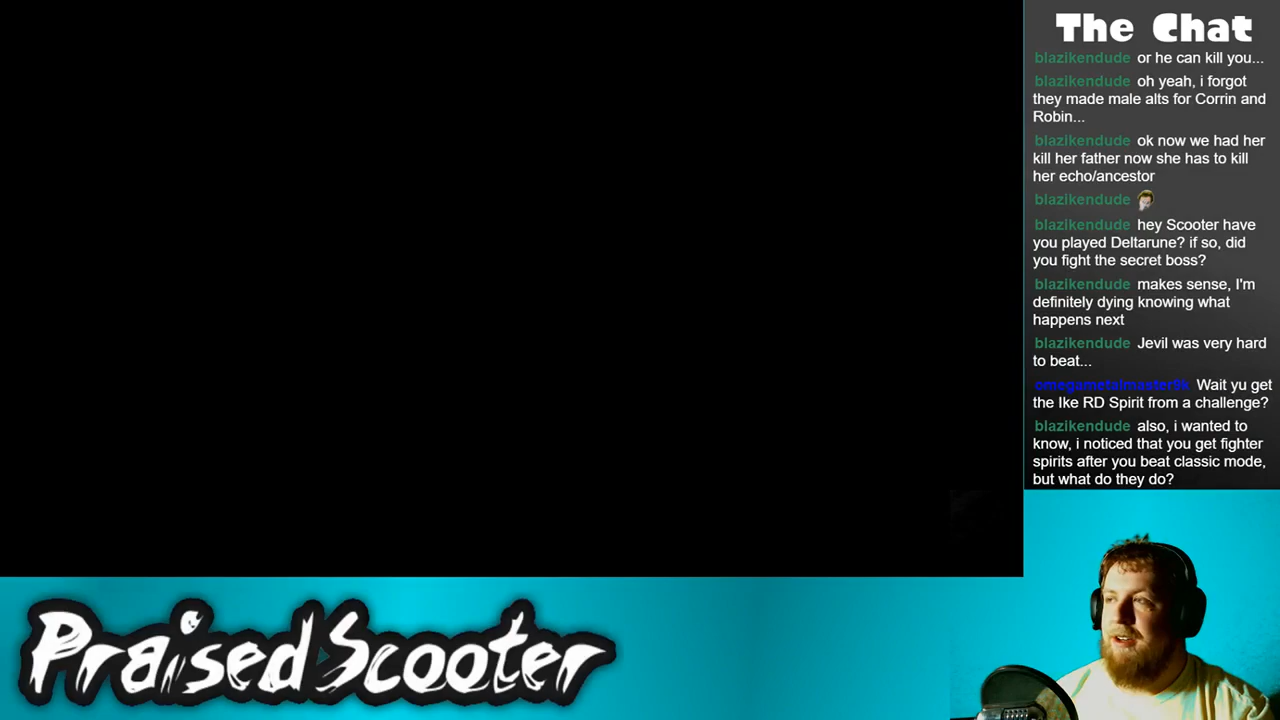 The Chat
blazikendude or he can kill you...
blazikendude oh yeah, i forgot
they made male alts for Corrin and
Robin...
blazikendude ok now we had her
kill her father now she has to kill
her echo/ancestor
blazikendude
blazikendude hey Scooter have
you played Deltarune? if so, did
you fight the secret boss?
blazikendude makes sense, I'm
definitely dying knowing what
happens next
blazikendude Jevil was very hard
to beat...
omegametalmaster9k Wait yu get
the Ike RD Spirit from a challenge?
blazikendude also, i wanted to
know, i noticed that you get fighter
spirits after you beat classic mode,
but what do they do?
PraisedScooter